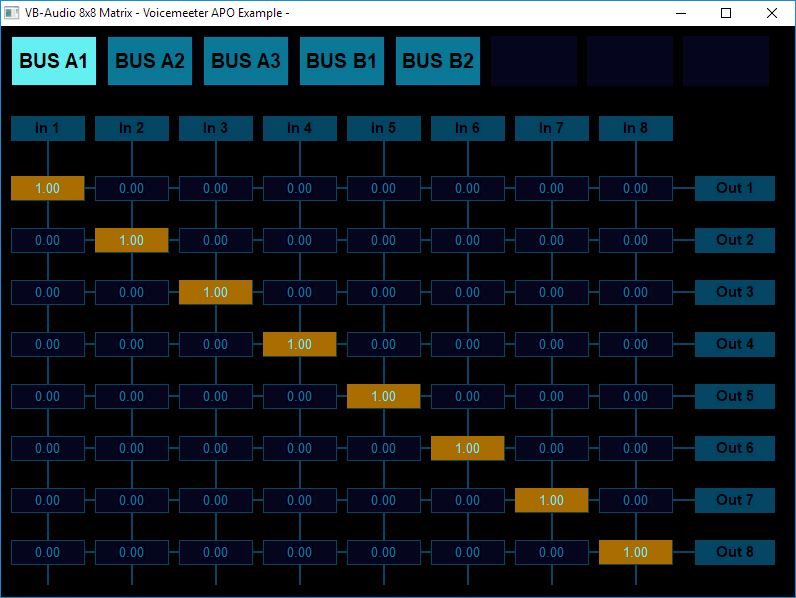 VB-Audio 8x8 Matrix - Voicemeeter APO Example -
BUS A1 BUS A2 BUS A3 BUS B1 BUS B2
In 1 In 2 In 3 In 4 In 5 In 6 In 7 In 8
1.00 0.00 0.00 0.00 0.00 0.00 0.00 0.00 Out 1
0.00 1.00 0.00 0.00 0.00 0.00 0.00 0.00 Out 2
0.00 0.00 1.00 0.00 0.00 0.00 0.00 0.00 Out 3
0.00 0.00 0.00 1.00 0.00 0.00 0.00 0.00 Out 4
0.00 0.00 0.00 0.00 1.00 0.00 0.00 0.00 Out 5
0.00 0.00 0.00 0.00 0.00 1.00 0.00 0.00 Out 6
0.00 0.00 0.00 0.00 0.00 0.00 1.00 0.00 Out 7
0.00 0.00 0.00 0.00 0.00 0.00 0.00 1.00 Out 8